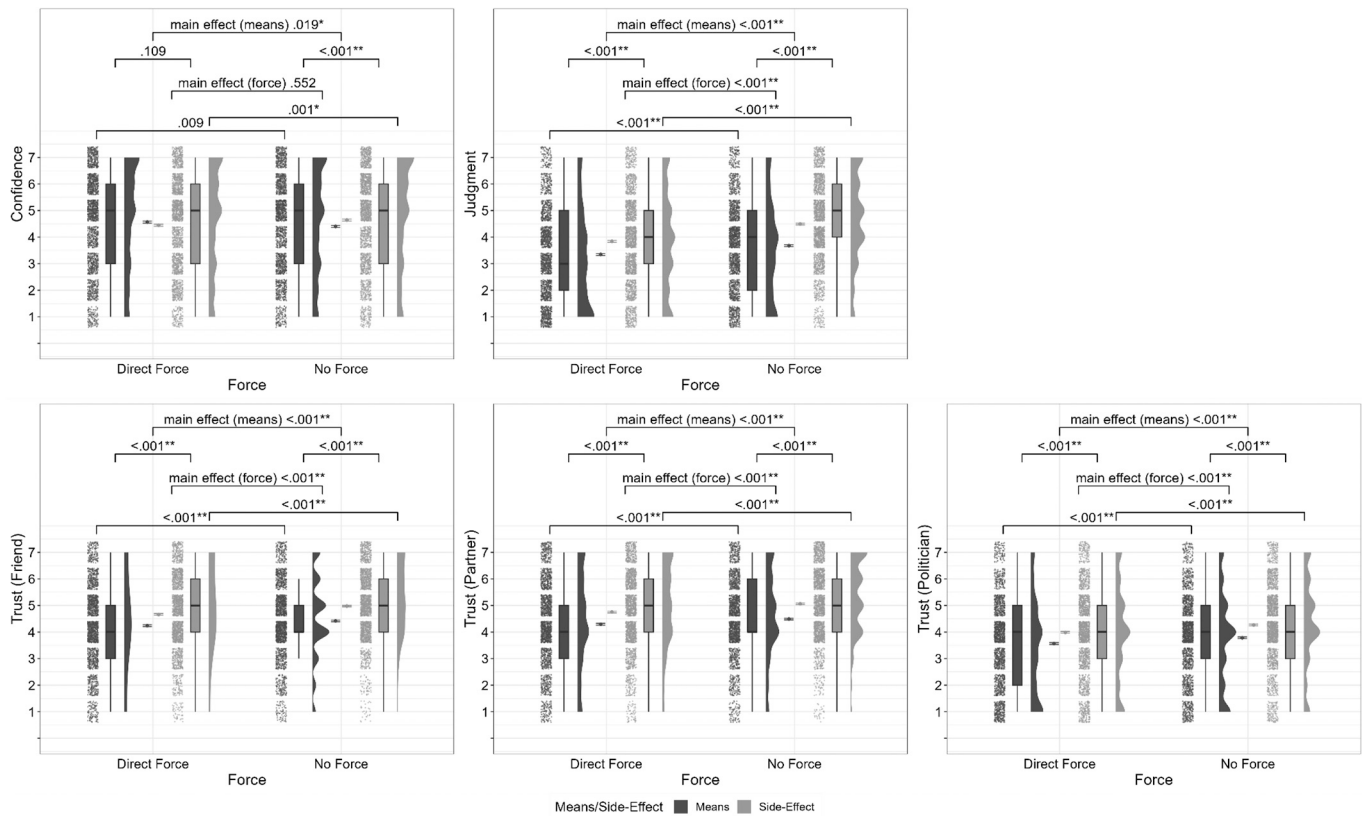 main effect (means) .019*
.109
<.001**
main effect (force) .552
.001*
.009
Confidence
7
6
5
4
3
2
1
Direct Force
No Force
Force
main effect (means) <.001**
<.001**
<.001**
main effect (force) <.001**
<.001**
<.001**
Judgment
7
6
5
4
3
2
1
Direct Force
No Force
Force
main effect (means) <.001**
<.001**
<.001**
main effect (force) <.001**
<.001**
<.001**
Trust (Friend)
7
6
5
4
3
2
1
Direct Force
No Force
Force
main effect (means) <.001**
<.001**
<.001**
main effect (force) <.001**
<.001**
<.001**
Trust (Partner)
7
6
5
4
3
2
1
Direct Force
No Force
Force
main effect (means) <.001**
<.001**
<.001**
main effect (force) <.001**
<.001**
<.001**
Trust (Politician)
7
6
5
4
3
2
1
Direct Force
No Force
Force
Means/Side-Effect Means Side-Effect